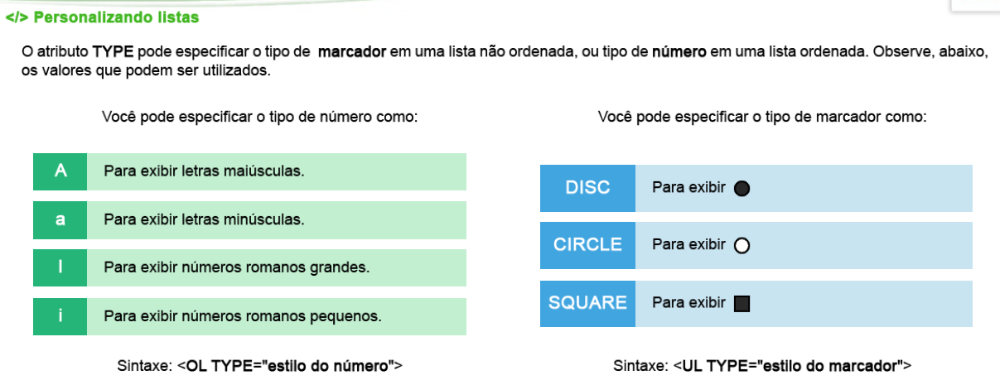 </> Personalizando listas
O atributo TYPE pode especificar o tipo de marcador em uma lista não ordenada, ou tipo de número em uma lista ordenada. Observe, abaixo,
os valores que podem ser utilizados.
Você pode especificar o tipo de número como:
A Para exibir letras maiúsculas.
a Para exibir letras minúsculas.
I Para exibir números romanos grandes.
i Para exibir números romanos pequenos.
Sintaxe: <OL TYPE="estilo do número">
Você pode especificar o tipo de marcador como:
DISC Para exibir
CIRCLE Para exibir
SQUARE Para exibir
Sintaxe: <UL TYPE="estilo do marcador">